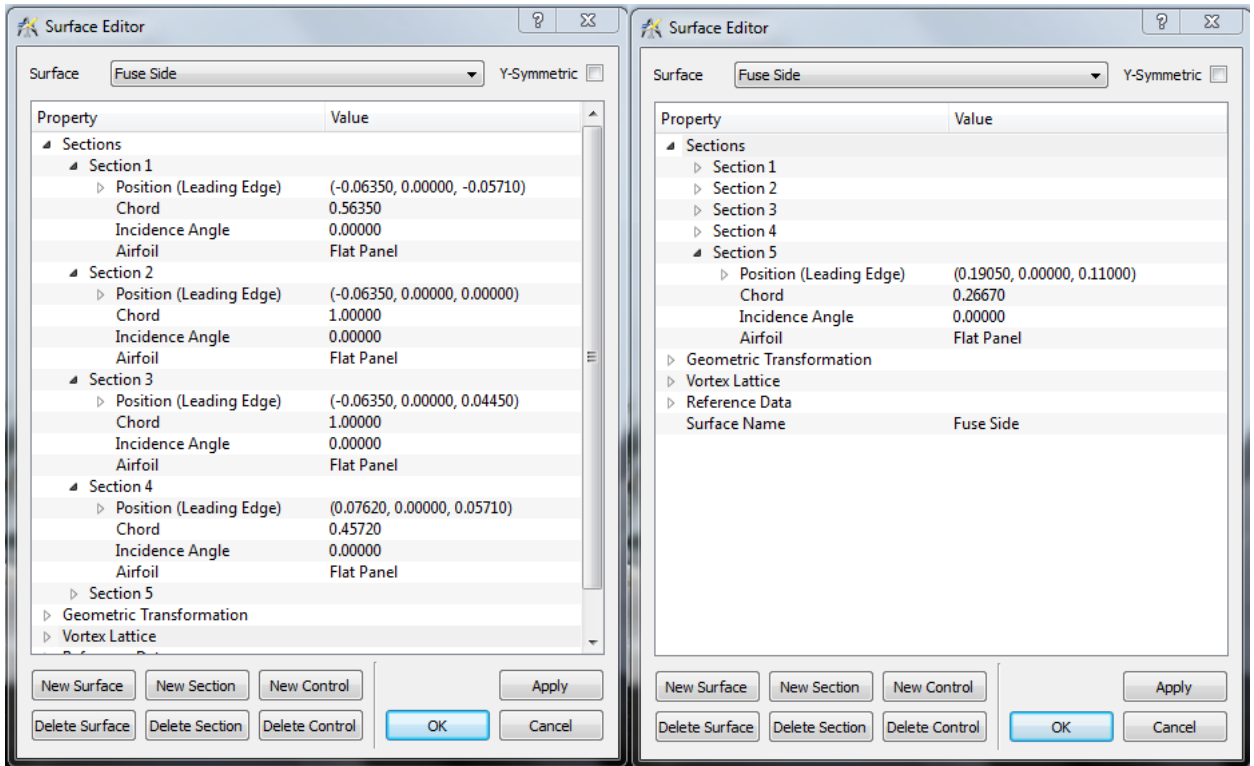 Surface Editor
Surface Fuse Side Y-Symmetric
Property Value
Sections
Section 1
Position (Leading Edge) (-0.06350, 0.00000, -0.05710)
Chord 0.56350
Incidence Angle 0.00000
Airfoil Flat Panel
Section 2
Position (Leading Edge) (-0.06350, 0.00000, 0.00000)
Chord 1.00000
Incidence Angle 0.00000
Airfoil Flat Panel
Section 3
Position (Leading Edge) (-0.06350, 0.00000, 0.04450)
Chord 1.00000
Incidence Angle 0.00000
Airfoil Flat Panel
Section 4
Position (Leading Edge) (0.07620, 0.00000, 0.05710)
Chord 0.45720
Incidence Angle 0.00000
Airfoil Flat Panel
Section 5
Geometric Transformation
Vortex Lattice
New Surface New Section New Control Apply
Delete Surface Delete Section Delete Control OK Cancel
Surface Editor
Surface Fuse Side Y-Symmetric
Property Value
Sections
Section 1
Section 2
Section 3
Section 4
Section 5
Position (Leading Edge) (0.19050, 0.00000, 0.11000)
Chord 0.26670
Incidence Angle 0.00000
Airfoil Flat Panel
Geometric Transformation
Vortex Lattice
Reference Data
Surface Name Fuse Side
New Surface New Section New Control Apply
Delete Surface Delete Section Delete Control OK Cancel